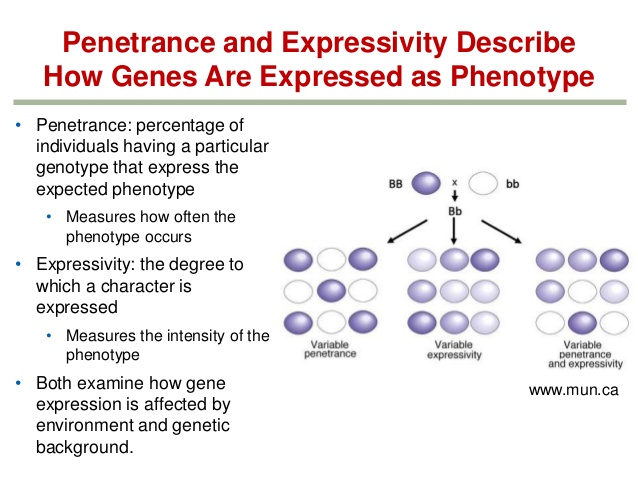 Penetrance and Expressivity Describe
How Genes Are Expressed as Phenotype
• Penetrance: percentage of
individuals having a particular
genotype that express the
expected phenotype
• Measures how often the
phenotype occurs
• Expressivity: the degree to
which a character is
expressed
• Measures the intensity of the
phenotype
• Both examine how gene
expression is affected by
environment and genetic
background.
BB x bb
Bb
Variable
penetrance
Variable
expressivity
Variable
penetrance
and expressivity
www.mun.ca